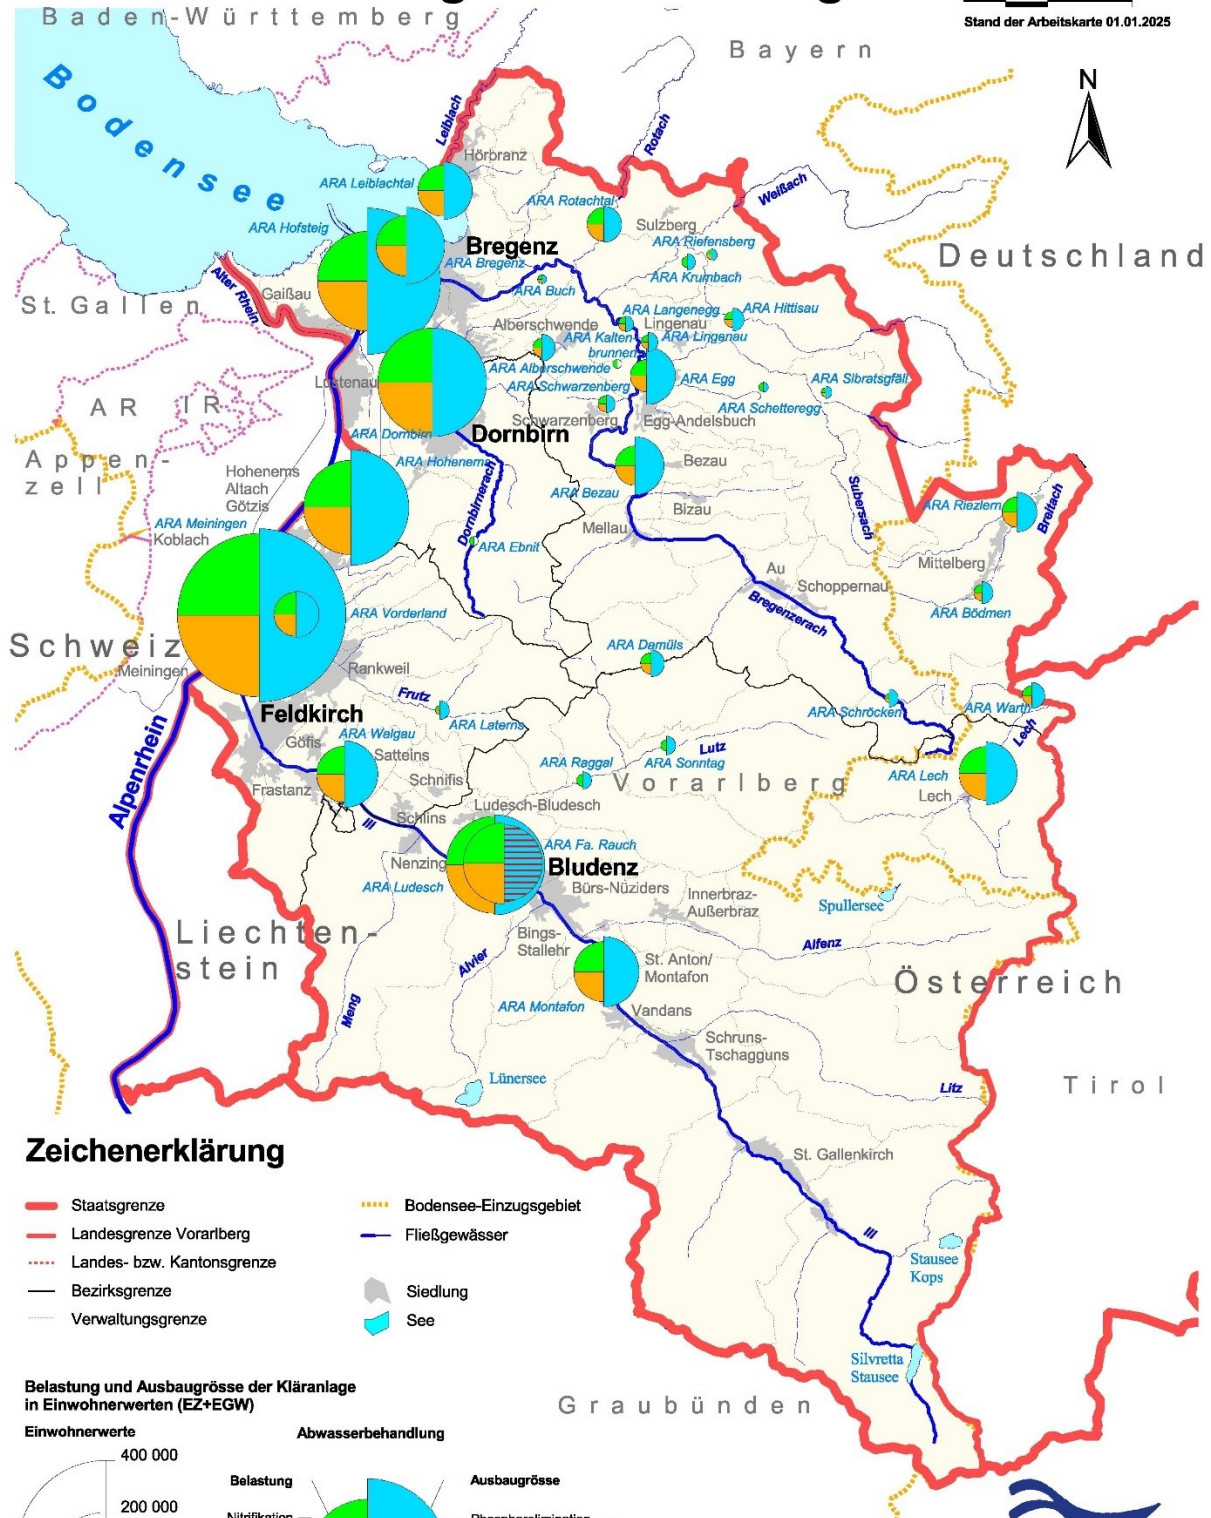 Stand der Arbeitskarte 01.01.2025
Baden-Württemberg
Bayern
N
Bodensee
Leiblach
Rotach
Hörbranz
ARA Leiblachtal
ARA Rotachtal
Weißach
Sulzberg
ARA Hofsteig
Bregenz
ARA Riefensberg
Deutschland
ARA Bregenz
ARA Krumbach
ARA Buch
Alter Rhein
Gaißau
St. Gallen
ARA Langenegg
ARA Hittisau
Alberschwende
Lingenau
ARA Kalten-
brunnen
ARA Lingenau
ARA Alberschwende
Lustenau
ARA Schwarzenberg
ARA Egg
ARA Sibratsgfäll
ARA Schetteregg
AR
IR
Schwarzenberg
Egg-Andelsbuch
ARA Dornbirn
Dornbirn
Appen-
zell
Hohenems
Altach
Götzis
ARA Hohenems
Bezau
ARA Bezau
Bizau
Dornbirnerach
Subersach
ARA Riezlern
Breitach
ARA Meiningen
Koblach
Mellau
ARA Ebnit
Mittelberg
Au
Schoppernau
Bregenzerach
ARA Bödmen
ARA Vorderland
Schweiz
Meiningen
ARA Damüls
Rankweil
Frutz
ARA Schröcken
ARA Warth
Lech
Feldkirch
ARA Laterns
ARA Walgau
Göfis
Satteins
Lutz
ARA Raggal
ARA Sonntag
Alpenrhein
Schnifis
Vorarlberg
ARA Lech
Lech
Frastanz
Ludesch-Bludesch
Ill
Schlins
ARA Fa. Rauch
Nenzing
Bludenz
ARA Ludesch
Bürs-Nüziders
Innerbraz-
Außerbraz
Spullersee
Liechten-
stein
Bings-
Stallehr
Alfenz
Alvier
St. Anton/
Montafon
Österreich
Meng
ARA Montafon
Vandans
Schruns-
Tschagguns
Lünersee
Litz
Tirol
Zeichenerklärung
St. Gallenkirch
Staatsgrenze
Bodensee-Einzugsgebiet
Landesgrenze Vorarlberg
Fließgewässer
Ill
Landes- bzw. Kantonsgrenze
Stausee
Kops
Bezirksgrenze
Siedlung
Verwaltungsgrenze
See
Silvretta
Stausee
Belastung und Ausbaugrösse der Kläranlage
in Einwohnerwerten (EZ+EGW)
Graubünden
Einwohnerwerte
Abwasserbehandlung
400 000
Belastung
Ausbaugrösse
200 000